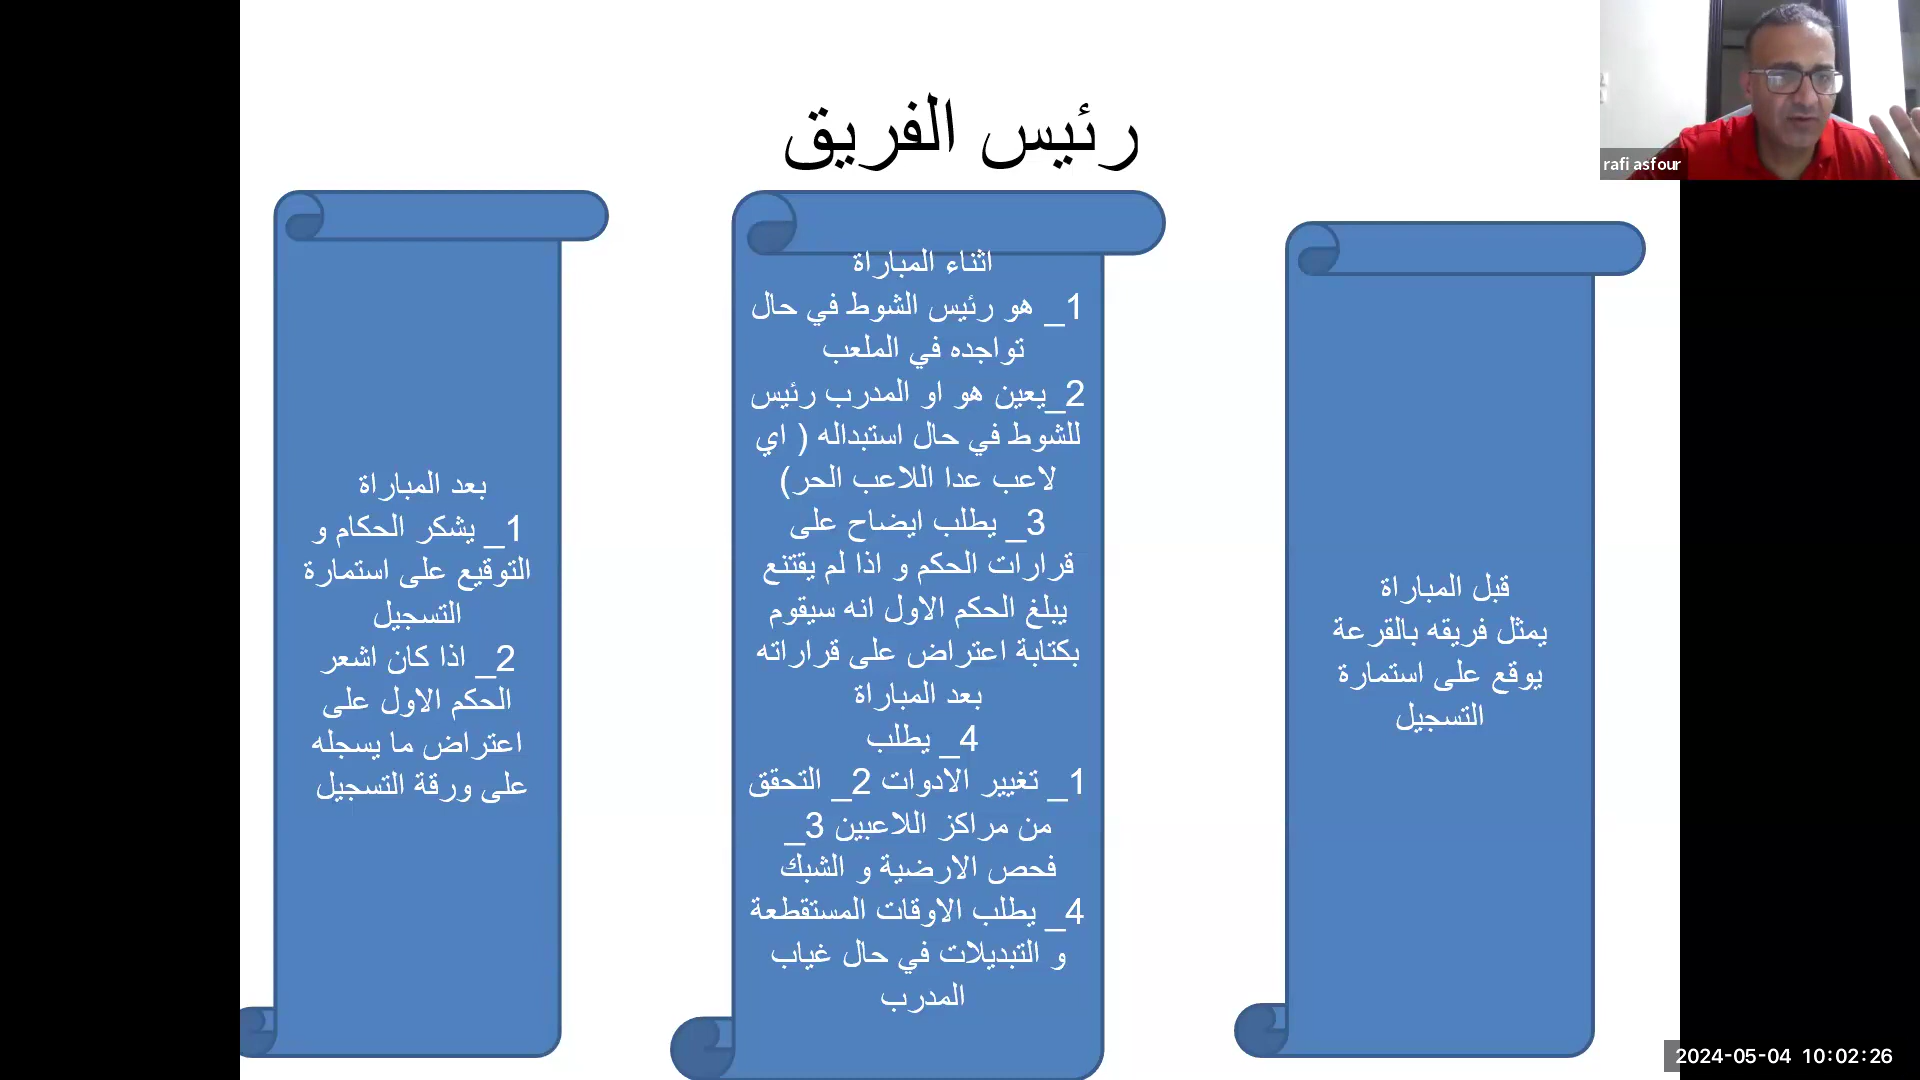 رئيس الفريق
قبل المباراة
يمثل فريقه بالقرعة
يوقع على استمارة
التسجيل
اثناء المباراة
1_ هو رئيس الشوط في حال
تواجده في الملعب
2_يعين هو او المدرب رئيس
للشوط في حال استبداله ( اي
لاعب عدا اللاعب الحر)
3_ يطلب ايضاح على
قرارات الحكم و اذا لم يقتنع
يبلغ الحكم الاول انه سيقوم
بكتابة اعتراض على قراراته
بعد المباراة
4_ يطلب
1_ تغيير الادوات 2_ التحقق
من مراكز اللاعبين 3_
فحص الارضية و الشبك
4_ يطلب الاوقات المستقطعة
و التبديلات في حال غياب
المدرب
بعد المباراة
1_ يشكر الحكام و
التوقيع على استمارة
التسجيل
2_ اذا كان اشعر
الحكم الاول على
اعتراض ما يسجله
على ورقة التسجيل
rafi asfour
2024-05-04 10:02:26